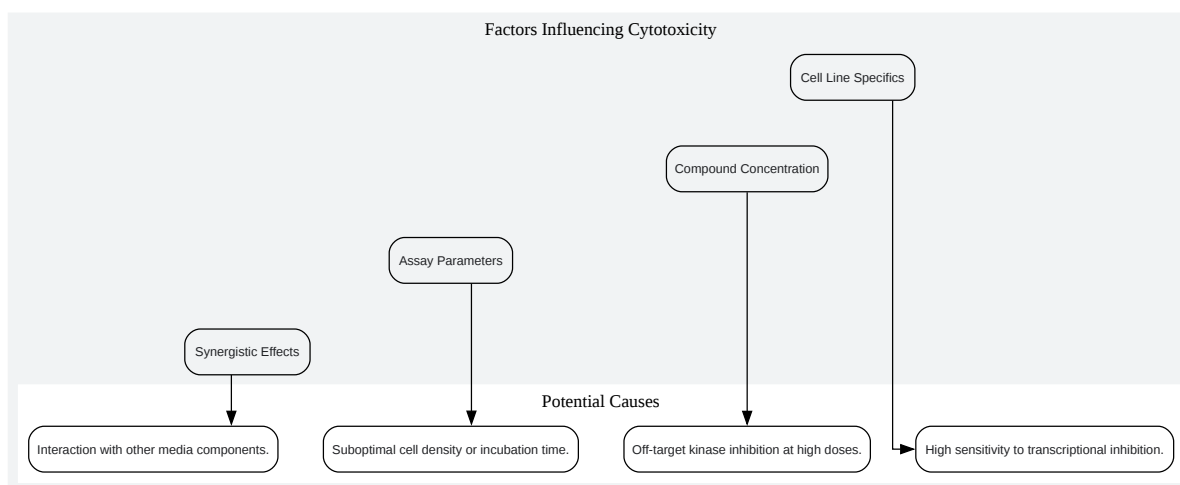 Factors Influencing Cytotoxicity
Cell Line Specifics
Compound Concentration
Assay Parameters
Synergistic Effects
Potential Causes
Interaction with other media components.
Suboptimal cell density or incubation time.
Off-target kinase inhibition at high doses.
High sensitivity to transcriptional inhibition.